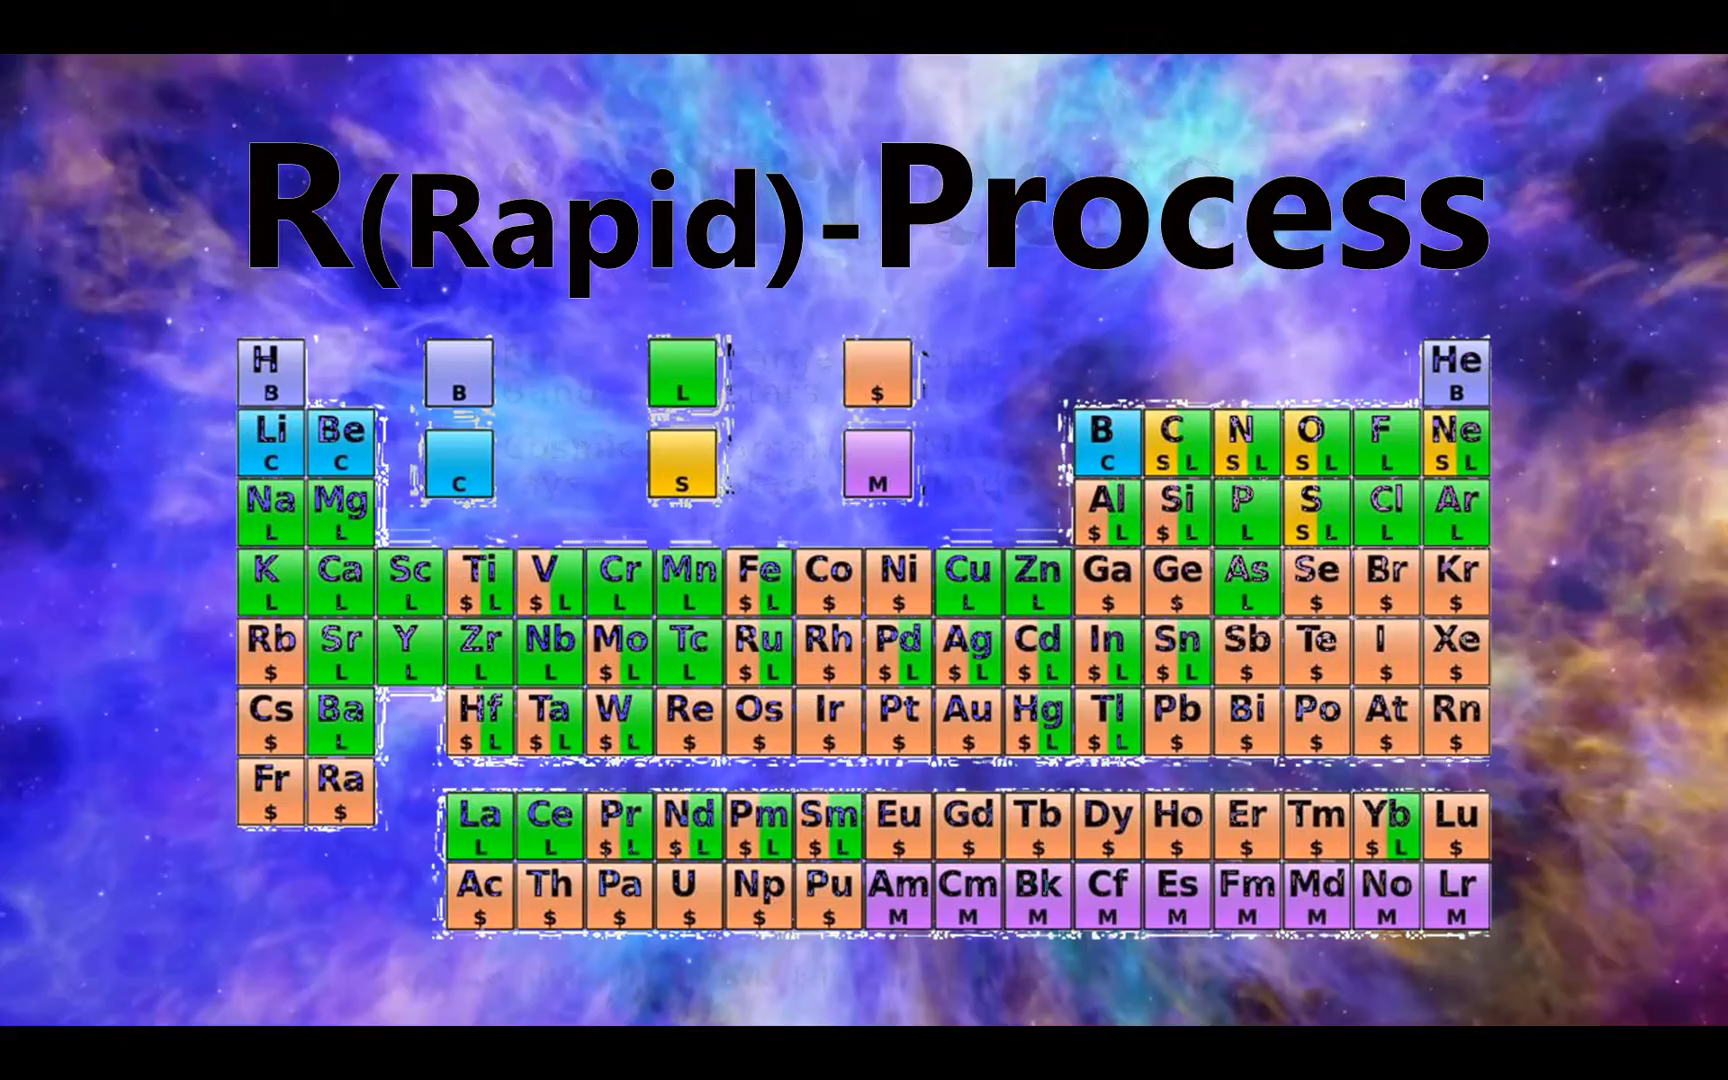 R(Rapid)-Process
H He
B B L $ B
Li Be B C N O F Ne
C C C S M C S L S L S L L S L
Na Mg Al Si P S Cl Ar
L L $ L $ L L S L L L
K Ca Sc Ti V Cr Mn Fe Co Ni Cu Zn Ga Ge As Se Br Kr
L L L $ L $ L L L $ L $ $ L L $ $ L $ $ $
Rb Sr Y Zr Nb Mo Tc Ru Rh Pd Ag Cd In Sn Sb Te I Xe
$ L L L L $ L L $ L $ $ L $ L $ L $ L $ L $ $ $ $
Cs Ba Hf Ta W Re Os Ir Pt Au Hg Tl Pb Bi Po At Rn
$ L $ L $ L $ L $ $ $ $ $ $ L $ L $ $ $ $ $
Fr Ra
$ $
La Ce Pr Nd Pm Sm Eu Gd Tb Dy Ho Er Tm Yb Lu
L L $ L $ L $ L $ L $ $ $ $ $ $ $ $ L $
Ac Th Pa U Np Pu Am Cm Bk Cf Es Fm Md No Lr
$ $ $ $ $ $ M M M M M M M M M